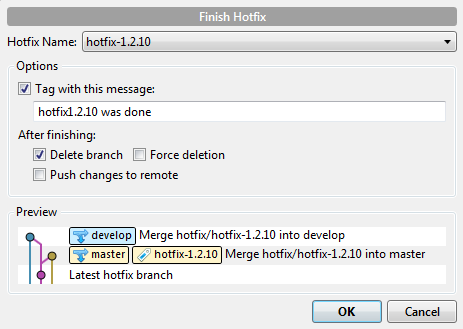 Finish Hotfix
Hotfix Name: hotfix-1.2.10
Options
Tag with this message:
hotfix1.2.10 was done
After finishing:
Delete branch Force deletion
Push changes to remote
Preview
develop Merge hotfix/hotfix-1.2.10 into develop
master hotfix-1.2.10 Merge hotfix/hotfix-1.2.10 into master
Latest hotfix branch
OK Cancel